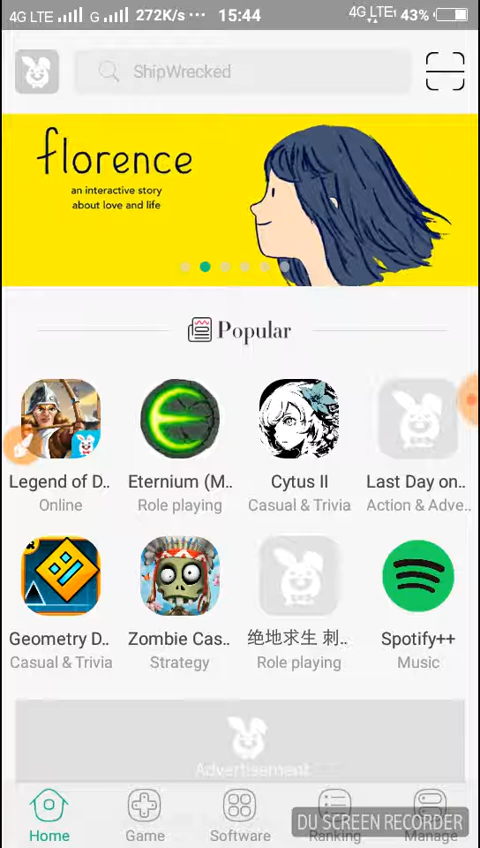 4G LTE G 272K/s ... 15:44 4G LTE 43%
ShipWrecked
florence
an interactive story
about love and life
Popular
Legend of D.. Eternium (M.. Cytus II Last Day on..
Online Role playing Casual & Trivia Action & Adve..
Geometry D.. Zombie Cas.. 绝地求生 刺.. Spotify++
Casual & Trivia Strategy Role playing Music
Advertisement
DU SCREEN RECORDER
Home Game Software Ranking Manage